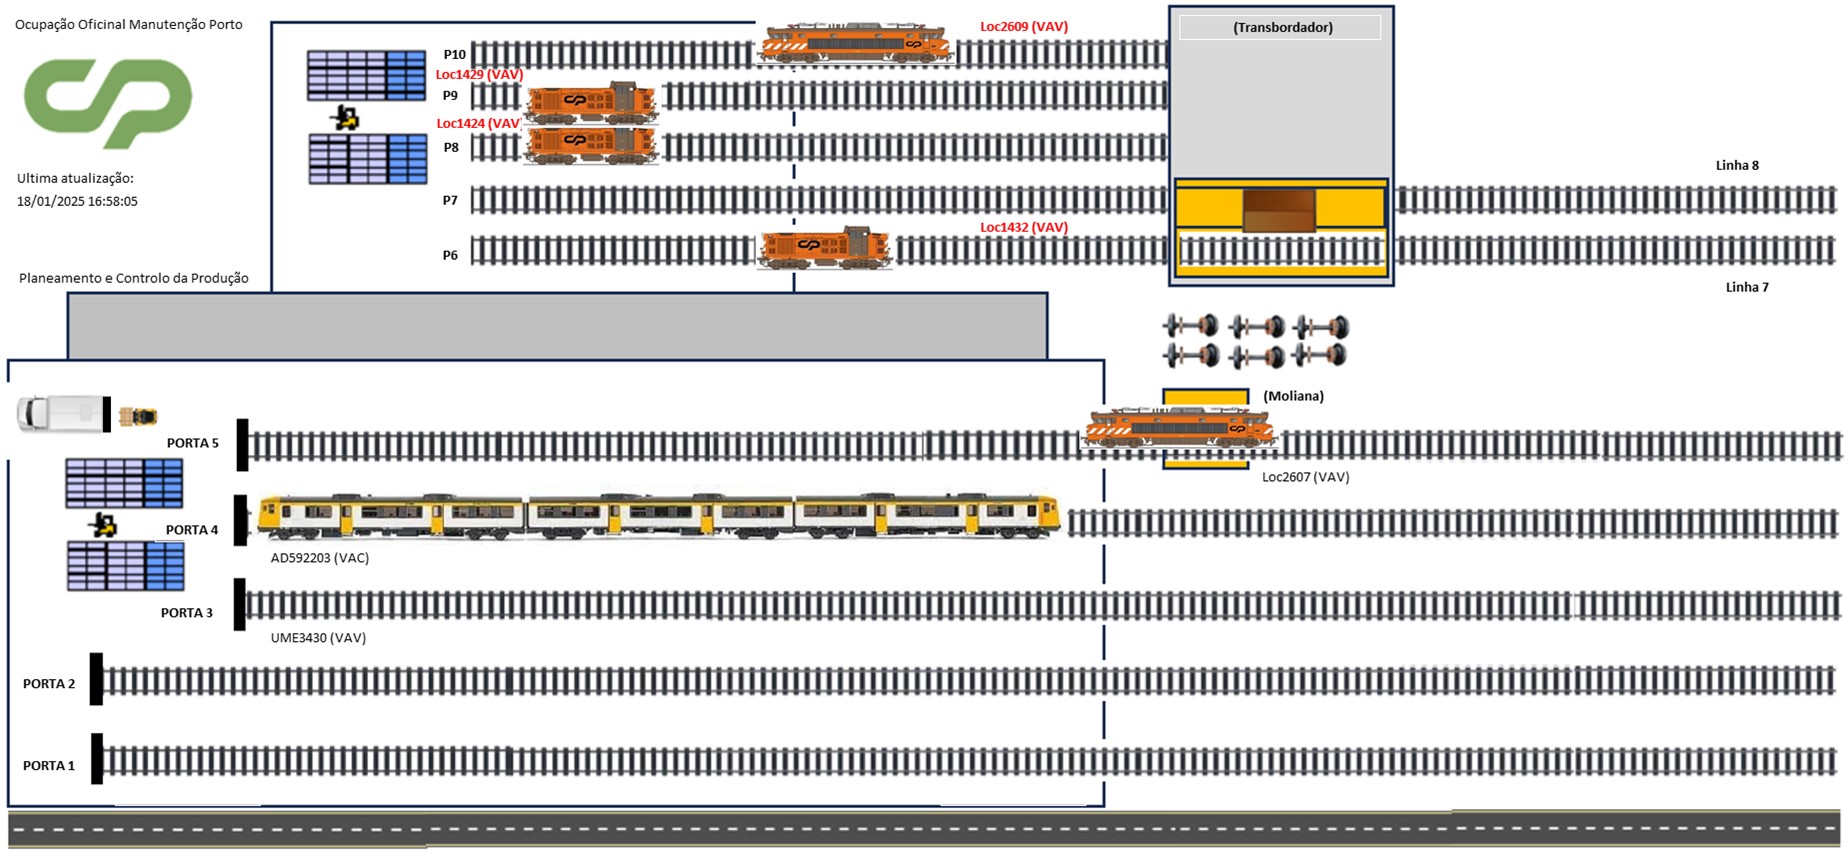 Ocupação Oficinal Manutenção Porto
Loc2609 (VAV)
(Transbordador)
P10
Loc1429 (VAV)
P9
Loc1424 (VAV)
P8
Ultima atualização:
18/01/2025 16:58:05
P7
Linha 8
Loc1432 (VAV)
P6
Planeamento e Controlo da Produção
Linha 7
(Moliana)
PORTA 5
Loc2607 (VAV)
PORTA 4
AD592203 (VAC)
PORTA 3
UME3430 (VAV)
PORTA 2
PORTA 1